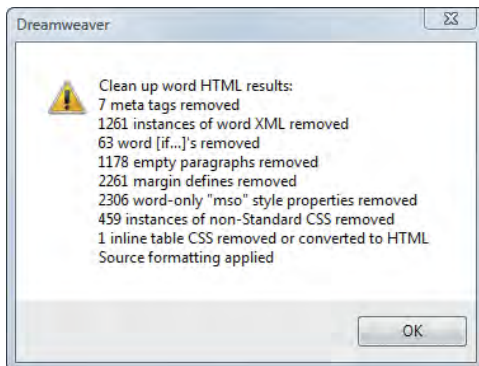 Dreamweaver
Clean up word HTML results:
7 meta tags removed
1261 instances of word XML removed
63 word [if...]'s removed
1178 empty paragraphs removed
2261 margin defines removed
2306 word-only "mso" style properties removed
459 instances of non-Standard CSS removed
1 inline table CSS removed or converted to HTML
Source formatting applied
OK